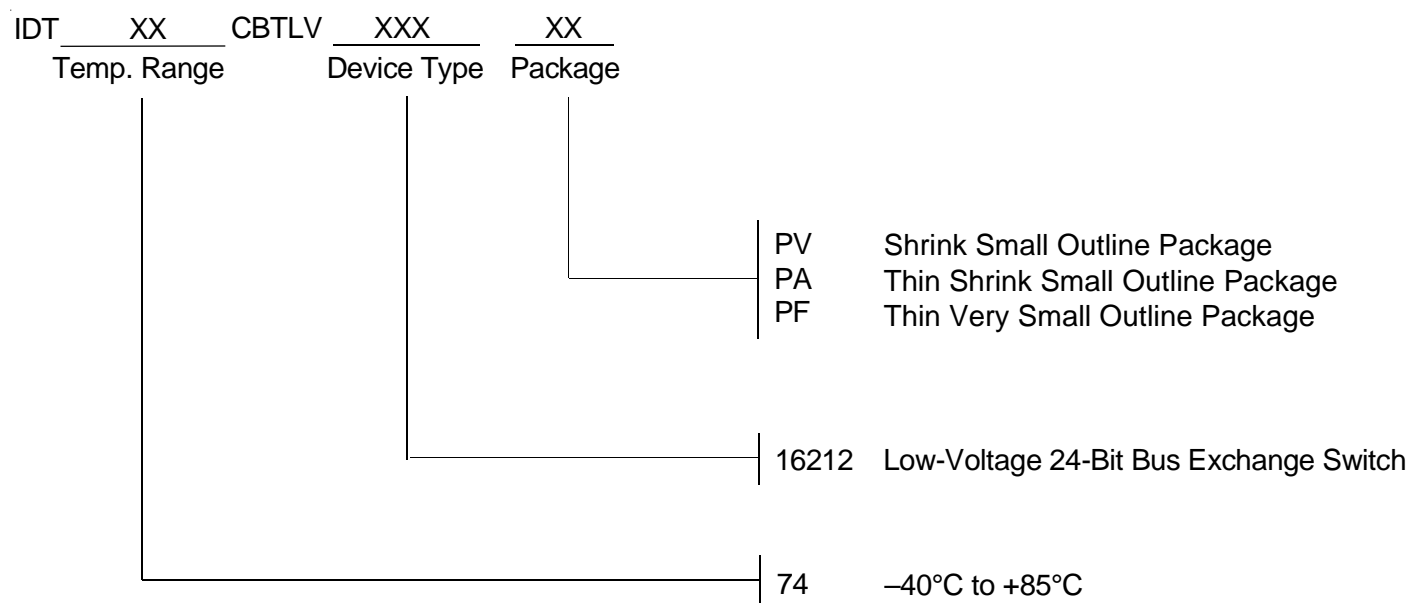 IDT XX CBTLV XXX XX
Temp. Range Device Type Package
PV Shrink Small Outline Package
PA Thin Shrink Small Outline Package
PF Thin Very Small Outline Package
16212 Low-Voltage 24-Bit Bus Exchange Switch
74 –40°C to +85°C